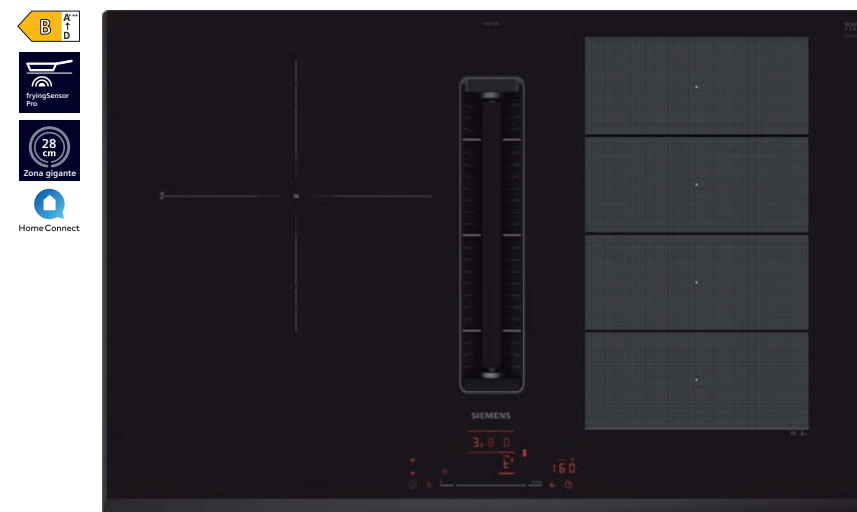 B
A+++
D
fryingSensor
Pro
28
cm
Zona gigante
Home Connect
SIEMENS
160